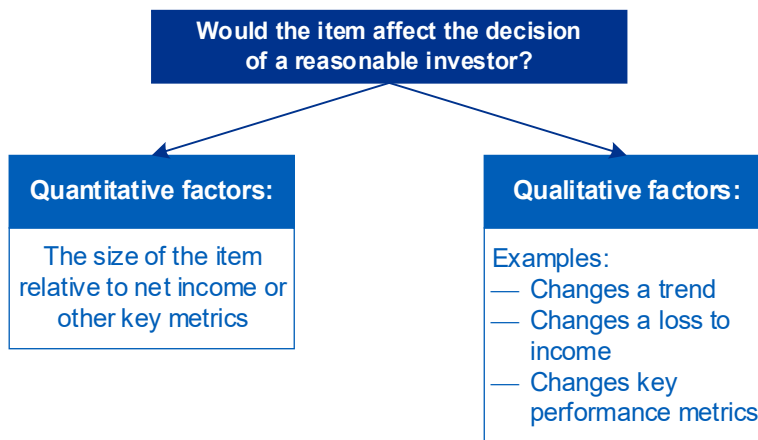 Would the item affect the decision
of a reasonable investor?
Quantitative factors:
The size of the item
relative to net income or
other key metrics
Qualitative factors:
Examples:
— Changes a trend
— Changes a loss to
income
— Changes key
performance metrics